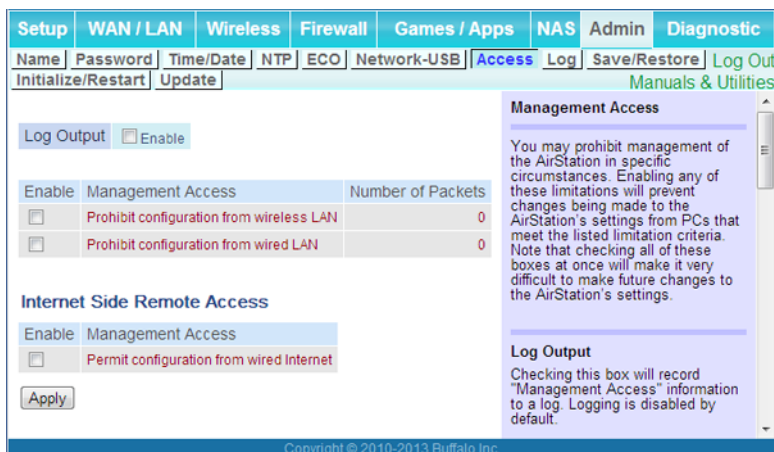 Setup WAN / LAN Wireless Firewall Games / Apps NAS Admin Diagnostic
Name Password Time/Date NTP ECO Network-USB Access Log Save/Restore Log Out
Initialize/Restart Update Manuals & Utilities
Log Output Enable
Enable Management Access Number of Packets
Prohibit configuration from wireless LAN 0
Prohibit configuration from wired LAN 0
Internet Side Remote Access
Enable Management Access
Permit configuration from wired Internet
Apply
Management Access
You may prohibit management of
the AirStation in specific
circumstances. Enabling any of
these limitations will prevent
changes being made to the
AirStation's settings from PCs that
meet the listed limitation criteria.
Note that checking all of these
boxes at once will make it very
difficult to make future changes to
the AirStation's settings.
Log Output
Checking this box will record
"Management Access" information
to a log. Logging is disabled by
default.
Copyright © 2010-2013 Buffalo Inc.